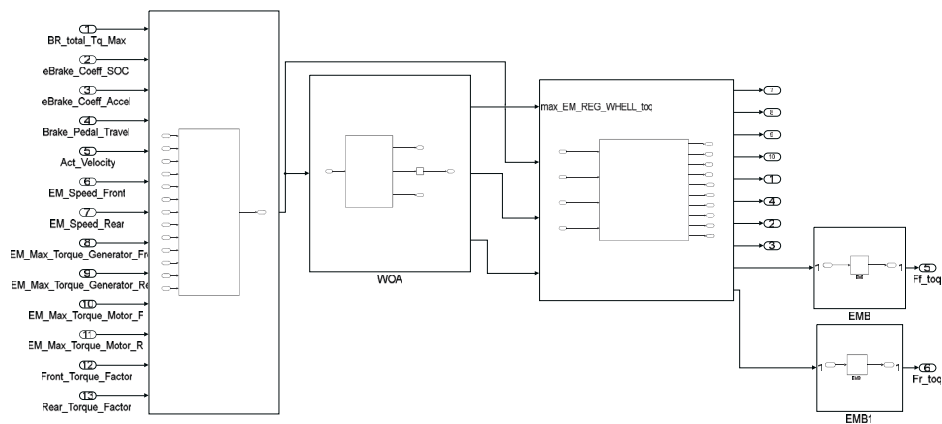 1
BR_total_Tq_Max
2
eBrake_Coeff_SOC
3
eBrake_Coeff_Accel
4
Brake_Pedal_Travel
5
Act_Velocity
6
EM_Speed_Front
7
EM_Speed_Rear
8
EM_Max_Torque_Generator_Fr
9
EM_Max_Torque_Generator_Re
10
EM_Max_Torque_Motor_F
11
EM_Max_Torque_Motor_R
12
Front_Torque_Factor
13
Rear_Torque_Factor
WOA
max_EM_REG_WHELL_toq
7
8
9
10
1
4
2
3
1
1
5
Ff_toq
EMB
1
1
6
Fr_toq
EMB1